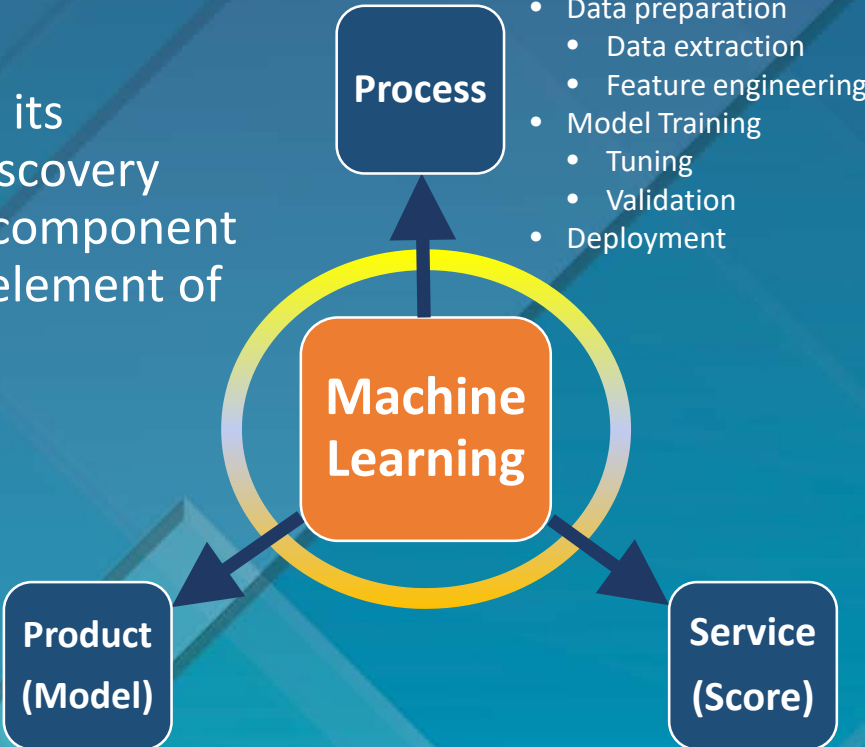 its
scovery
component
element of
Process
• Data preparation
• Data extraction
• Feature engineering
• Model Training
• Tuning
• Validation
• Deployment
Machine
Learning
Product
(Model)
Service
(Score)